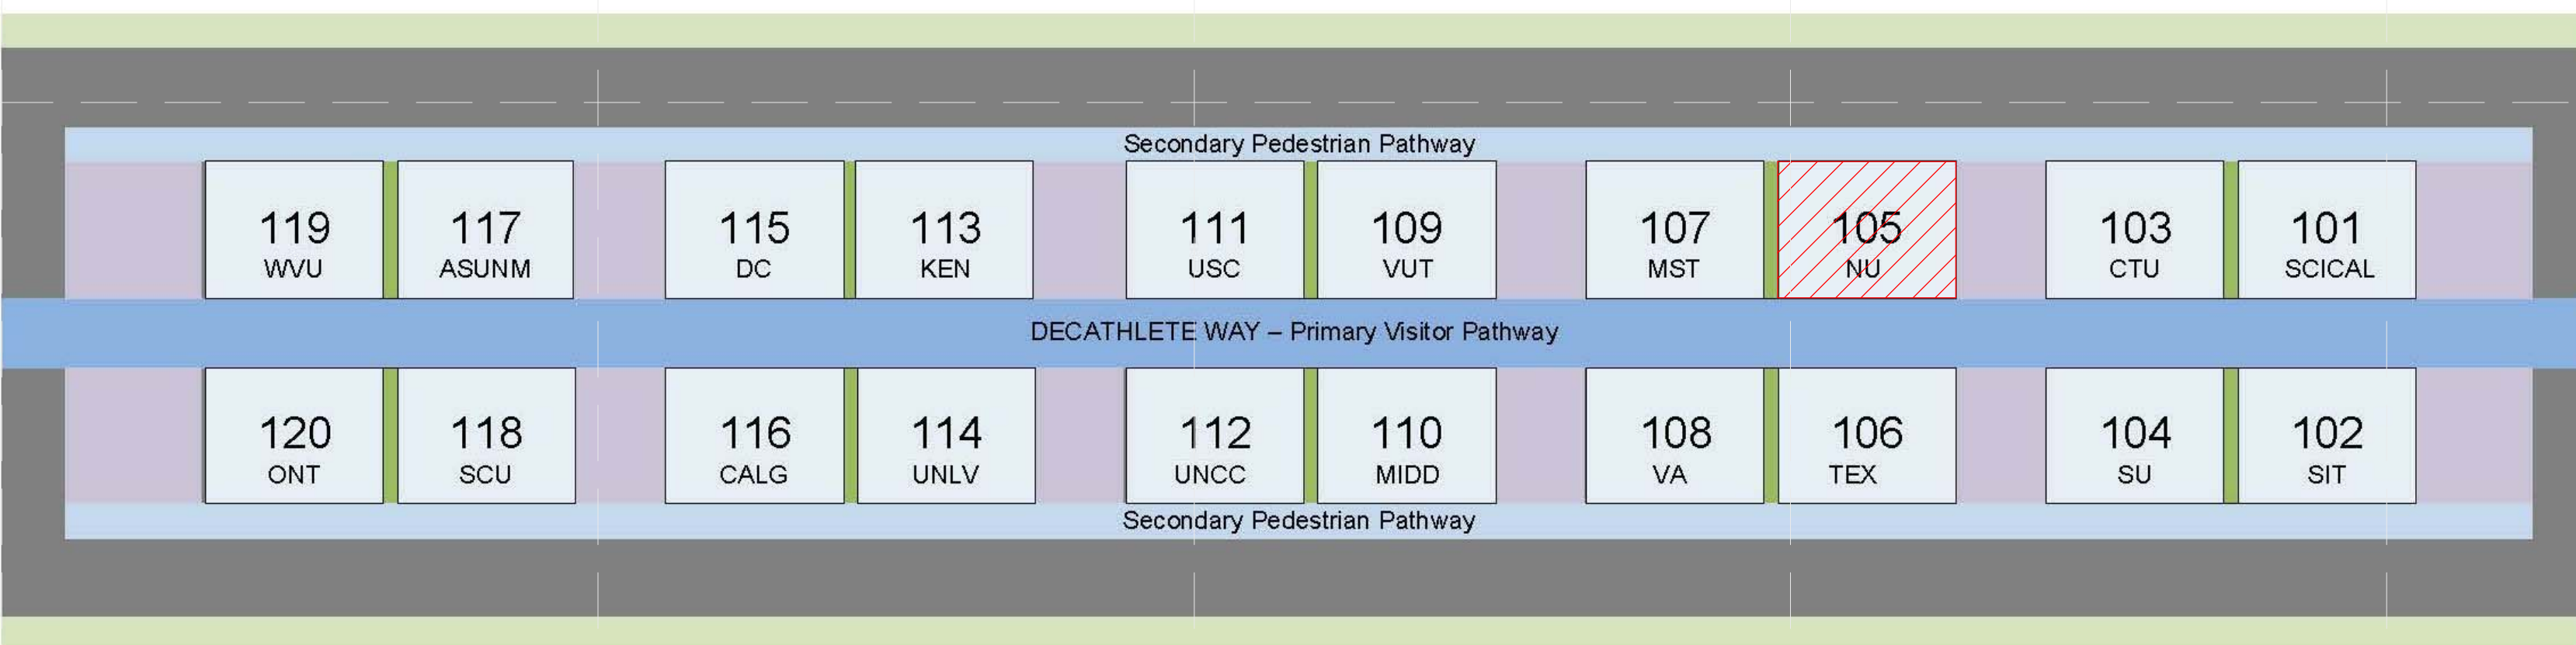 Secondary Pedestrian Pathway
119 117 115 113 111 109 107 105 103 101
WVU ASUNM DC KEN USC VUT MST NU CTU SCICAL
DECATHLETE WAY – Primary Visitor Pathway
120 118 116 114 112 110 108 106 104 102
ONT SCU CALG UNLV UNCC MIDD VA TEX SU SIT
Secondary Pedestrian Pathway